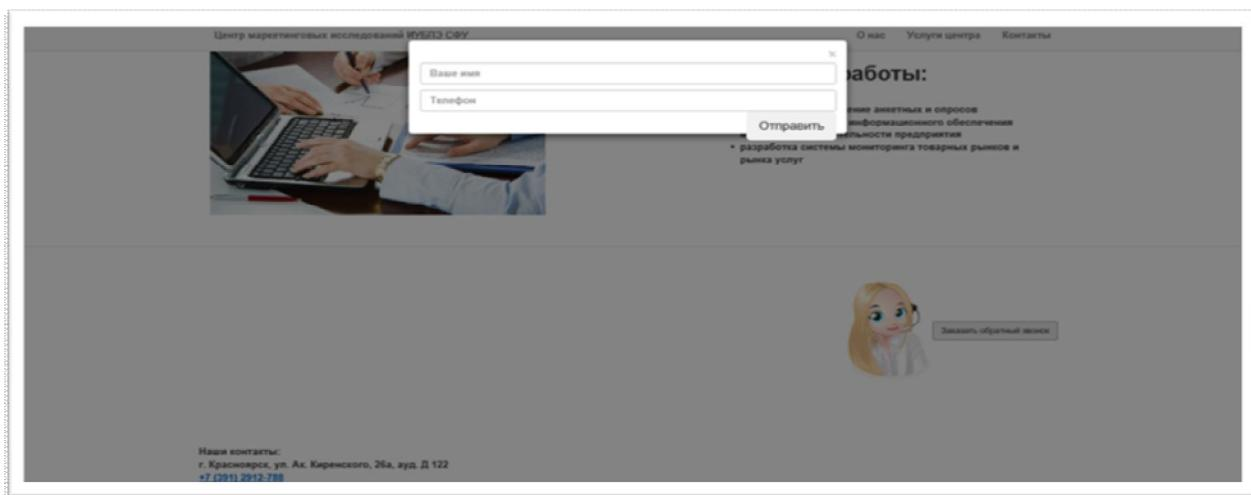 Центр маркетинговых исследований ИУБПЭ СФУ
О нас Услуги центра Контакты
×
Ваше имя
Телефон
Отправить
работы:
ение анкетных и опросов
информационного обеспечения
льности предприятия
• разработка системы мониторинга товарных рынков и
рынка услуг
Заказать обратный звонок
Наши контакты:
г. Красноярск, ул. Ак. Киренского, 26а, ауд. Д 122
+7 (391) 2912-788